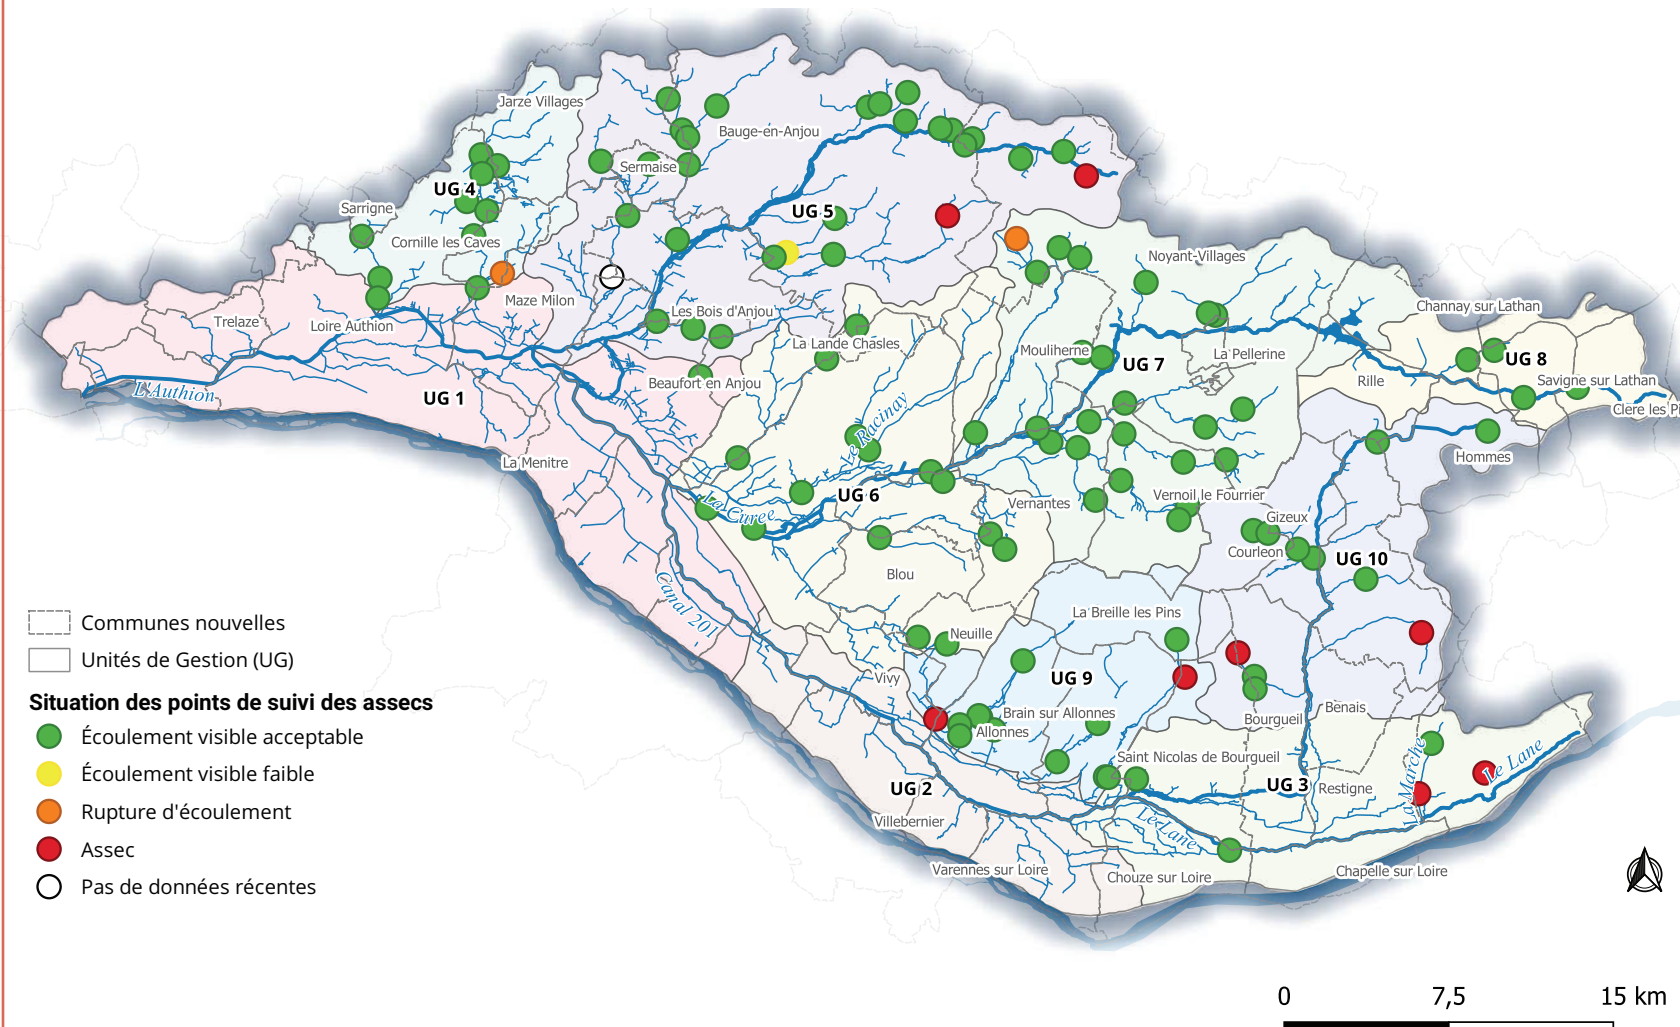 Jarze Villages
Bauge-en-Anjou
Sermaise
UG 4
Sarrigne
UG 5
Cornille les Caves
Noyant-Villages
Maze Milon
Channay sur Lathan
Les Bois d'Anjou
Trelaze
Loire Authion
La Lande Chasles
Mouliherne
La Pellerine
UG 7
UG 8
Rille
Savigne sur Lathan
Beaufort en Anjou
L'Authion
UG 1
Clere les P
Le Racinay
La Menitre
Hommes
UG 6
Vernantes
Vernoil le Fourrier
La Curee
Gizeux
Courleon
UG 10
Blou
Canal 201
La Breille les Pins
Neuille
Vivy
UG 9
Brain sur Allonnes
Benais
Bourgueil
Allonnes
Saint Nicolas de Bourgueil
La Marche
Le Lane
UG 2
UG 3
Restigne
Villebernier
Le Lane
Varennes sur Loire
Chouze sur Loire
Chapelle sur Loire
Communes nouvelles
Unités de Gestion (UG)
Situation des points de suivi des assecs
Écoulement visible acceptable
Écoulement visible faible
Rupture d'écoulement
Assec
Pas de données récentes
0 7,5 15 km